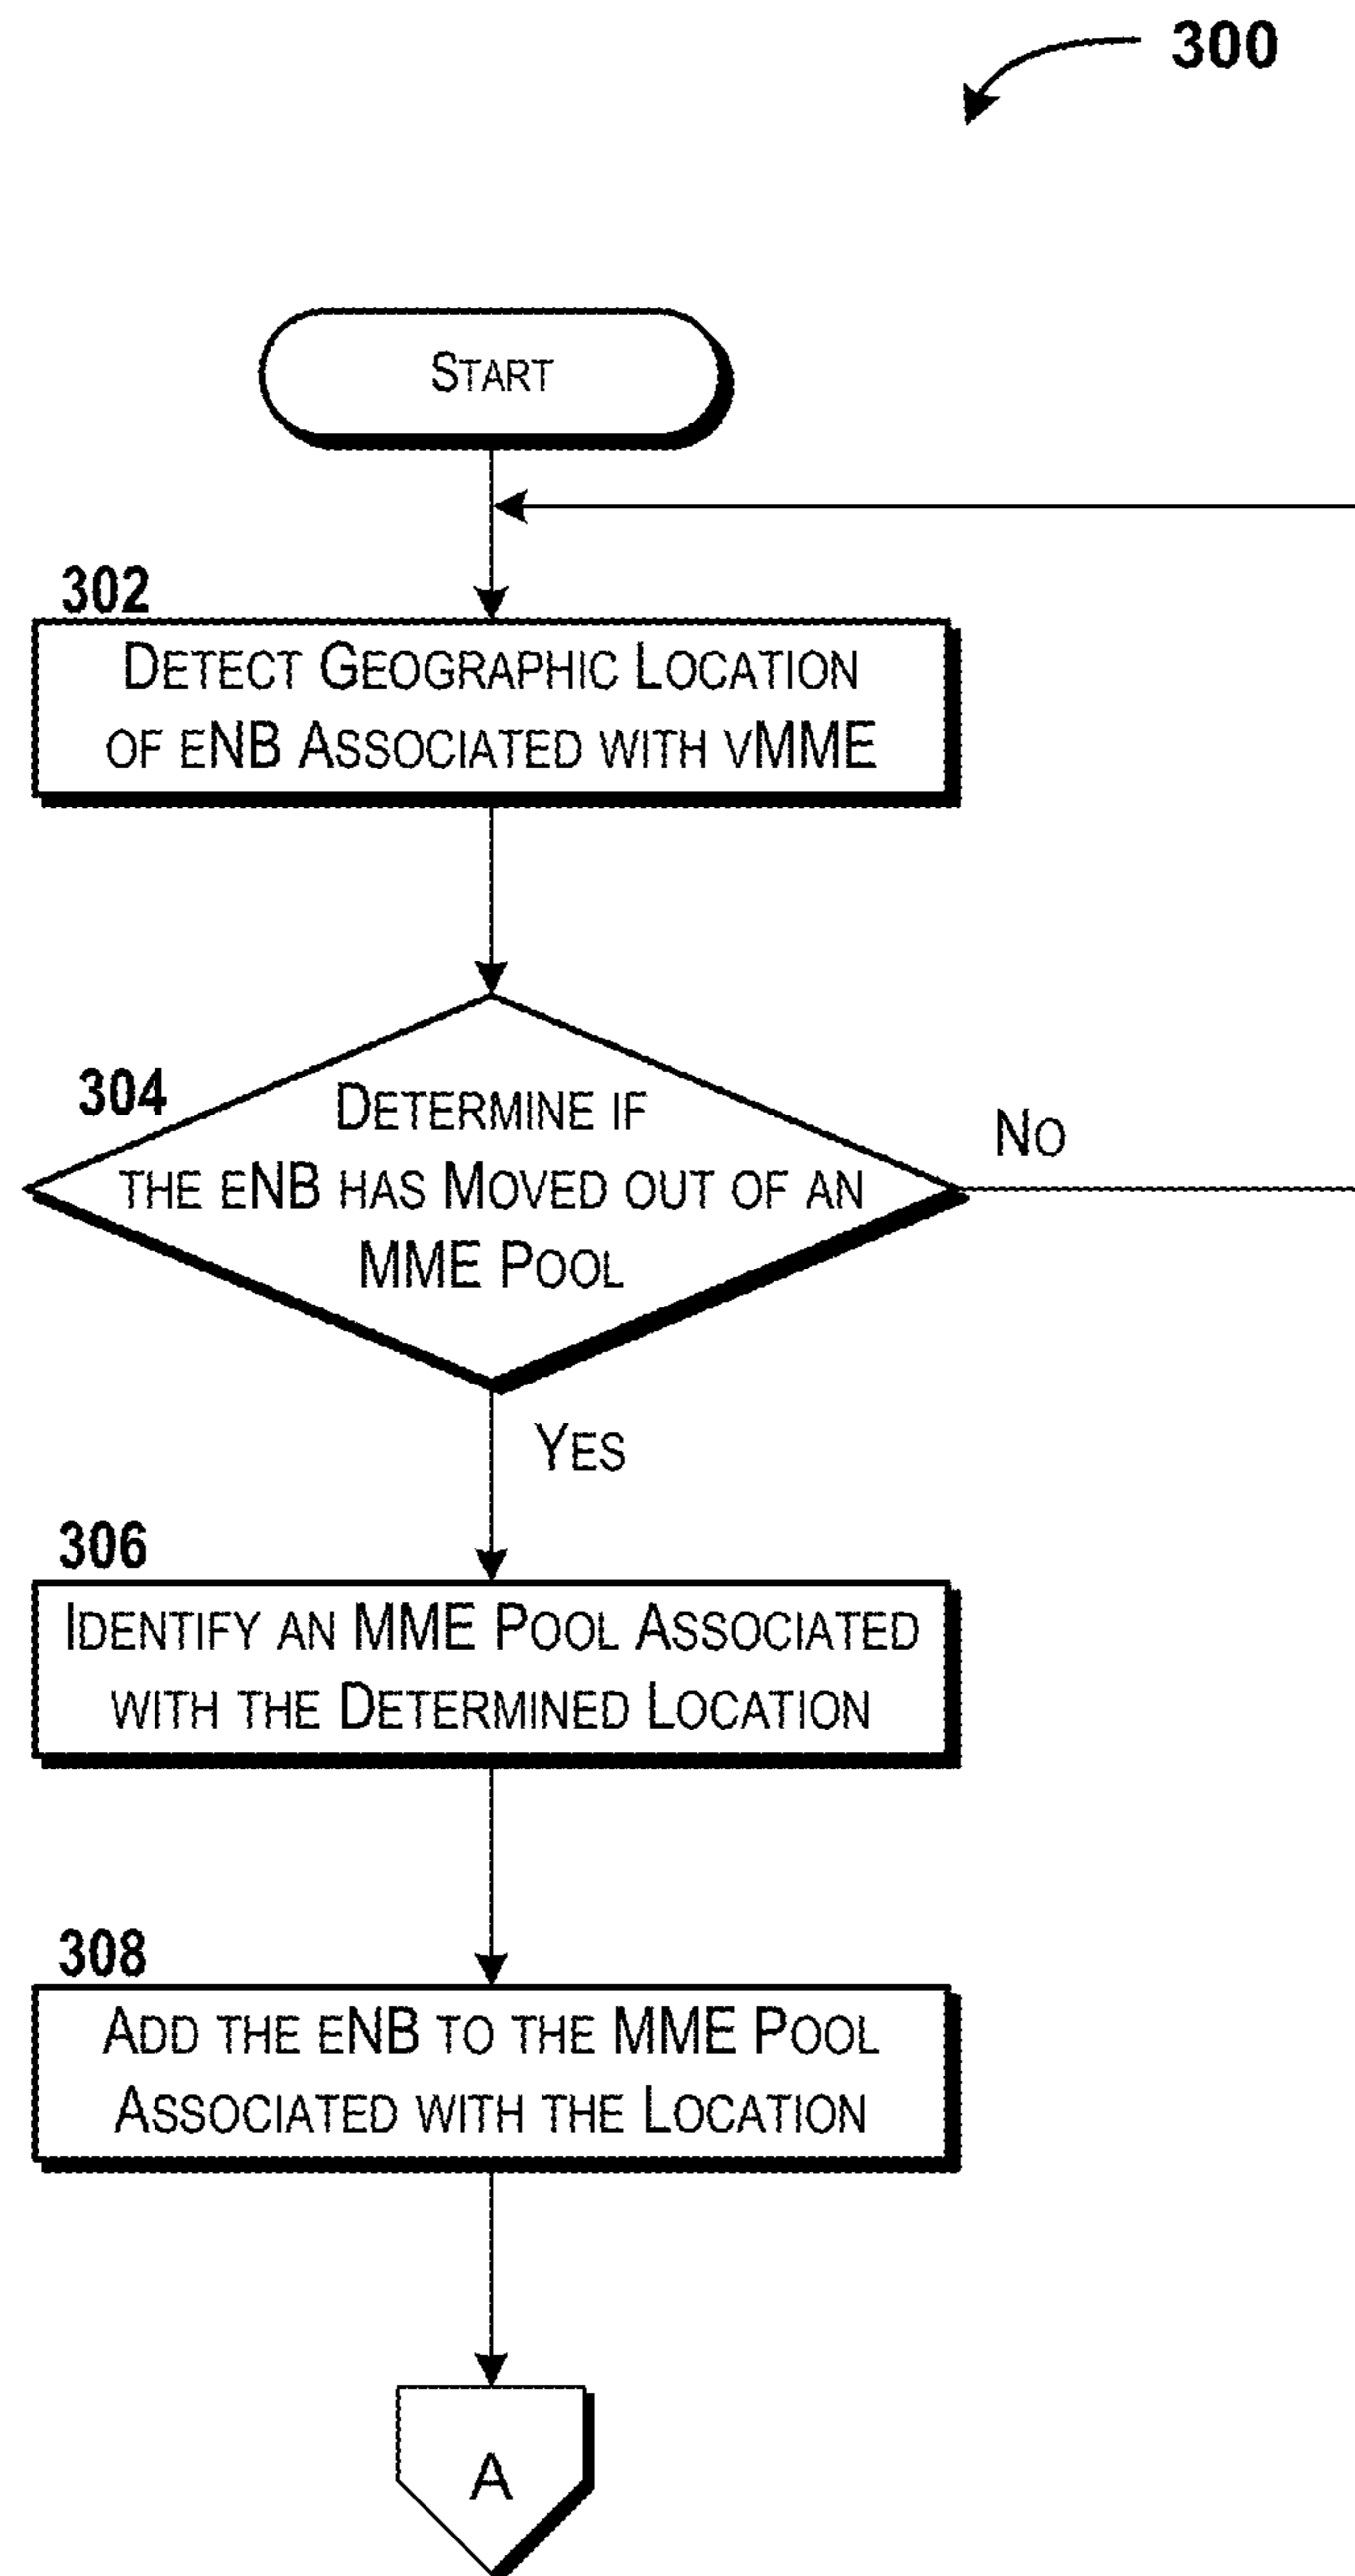 300
START
302
DETECT GEOGRAPHIC LOCATION
OF ENB ASSOCIATED WITH VMME
304
DETERMINE IF
THE ENB HAS MOVED OUT OF AN
MME POOL
NO
YES
306
IDENTIFY AN MME POOL ASSOCIATED
WITH THE DETERMINED LOCATION
308
ADD THE ENB TO THE MME POOL
ASSOCIATED WITH THE LOCATION
A